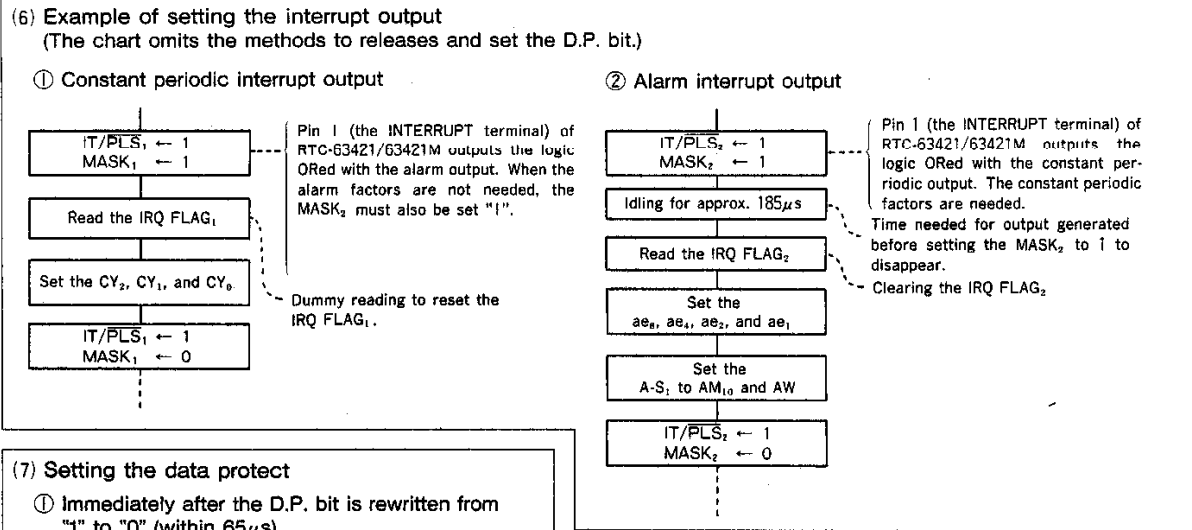 (6) Example of setting the interrupt output
(The chart omits the methods to releases and set the D.P. bit.)
① Constant periodic interrupt output
IT/PLS₁ ← 1
MASK₁ ← 1
Pin 1 (the INTERRUPT terminal) of
RTC-63421/63421M outputs the logic
ORed with the alarm output. When the
alarm factors are not needed, the
MASK₂ must also be set "1".
Read the IRQ FLAG₁
Set the CY₂, CY₁, and CY₀
Dummy reading to reset the
IRQ FLAG₁.
IT/PLS₁ ← 1
MASK₁ ← 0
② Alarm interrupt output
IT/PLS₂ ← 1
MASK₂ ← 1
Pin 1 (the INTERRUPT terminal) of
RTC-63421/63421M outputs the
logic ORed with the constant per-
riodic output. The constant periodic
factors are needed.
Idling for approx. 185μs
Time needed for output generated
before setting the MASK₂ to 1 to
disappear.
Read the IRQ FLAG₂
Clearing the IRQ FLAG₂
Set the
ae₈, ae₄, ae₂, and ae₁
Set the
A-S₁ to AM₁₀ and AW
IT/PLS₂ ← 1
MASK₂ ← 0
(7) Setting the data protect
① Immediately after the D.P. bit is rewritten from
"1" to "0" (within 65μs)